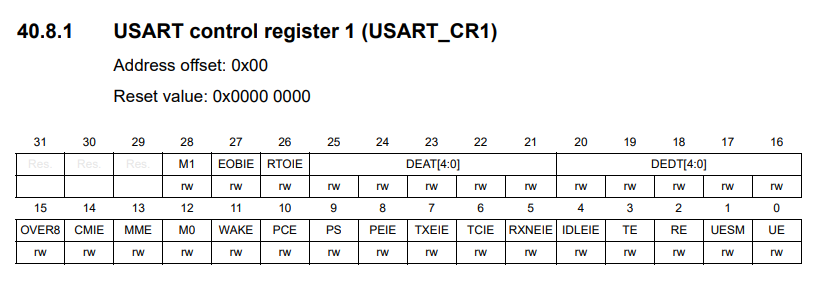 40.8.1 USART control register 1 (USART_CR1)
Address offset: 0x00
Reset value: 0x0000 0000
31 30 29 28 27 26 25 24 23 22 21 20 19 18 17 16
Res. Res. Res. M1 EOBIE RTOIE DEAT[4:0] DEDT[4:0]
rw rw rw rw rw rw rw rw rw rw rw rw rw
15 14 13 12 11 10 9 8 7 6 5 4 3 2 1 0
OVER8 CMIE MME M0 WAKE PCE PS PEIE TXEIE TCIE RXNEIE IDLEIE TE RE UESM UE
rw rw rw rw rw rw rw rw rw rw rw rw rw rw rw rw